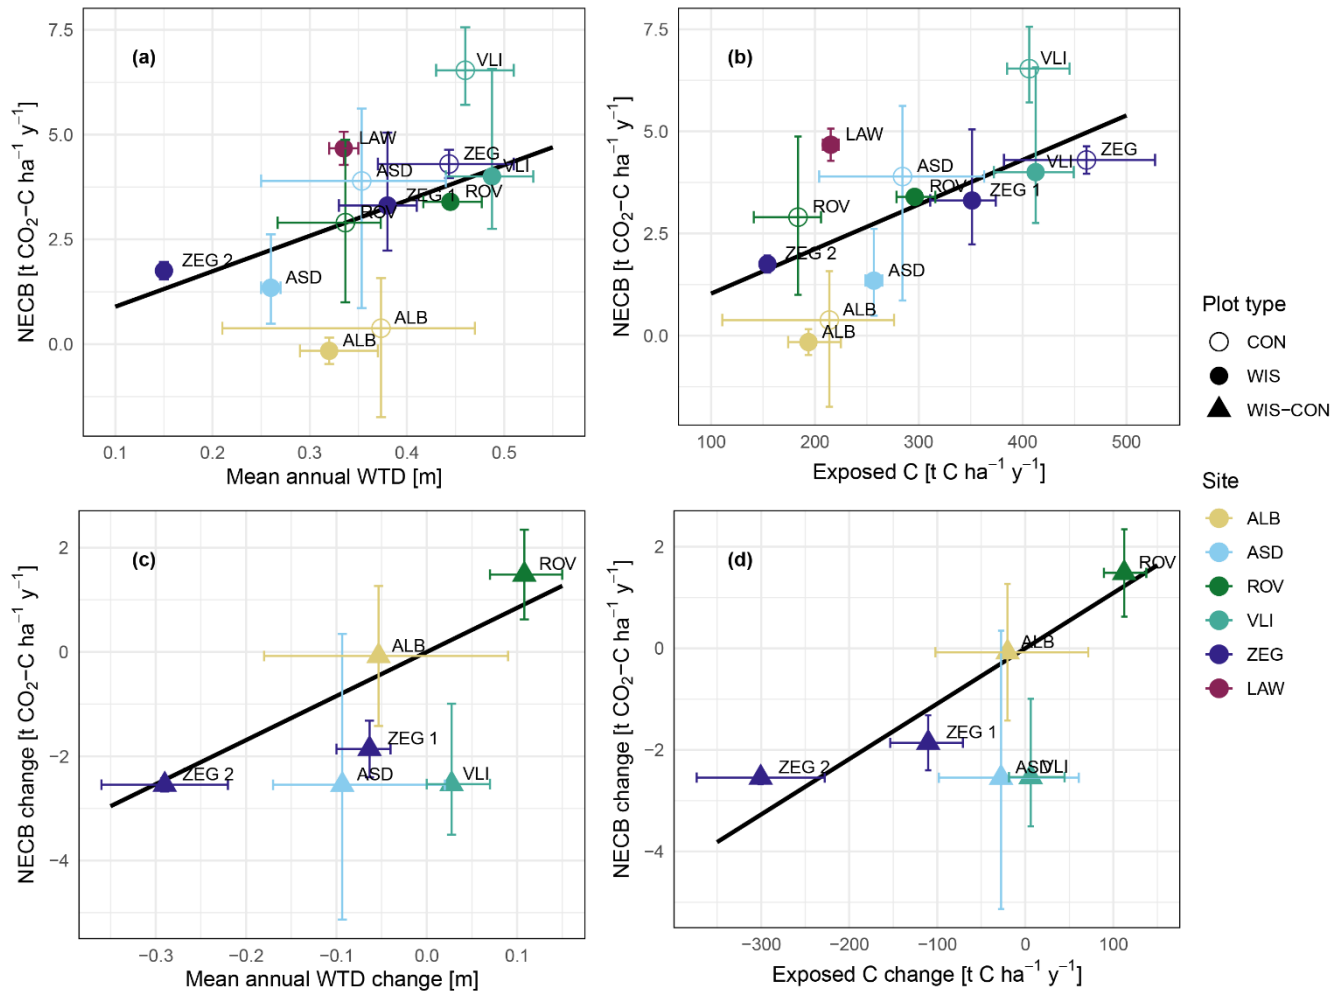 (a)
NECB [t CO₂−C ha⁻¹ y⁻¹]
7.5
5.0
2.5
0.0
VLI
LAW
ASD
ZEG
VLI
ZEG 1
ROV
ROV
ZEG 2
ASD
ALB
ALB
0.1 0.2 0.3 0.4 0.5
Mean annual WTD [m]
(b)
NECB [t CO₂−C ha⁻¹ y⁻¹]
7.5
5.0
2.5
0.0
VLI
LAW
ZEG
ASD
VLI
ROV
ZEG 1
ROV
ZEG 2
ASD
ALB
ALB
100 200 300 400 500
Exposed C [t C ha⁻¹ y⁻¹]
(c)
NECB change [t CO₂−C ha⁻¹ y⁻¹]
2
0
−2
−4
ROV
ALB
ZEG 1
ZEG 2
ASD
VLI
−0.3 −0.2 −0.1 0.0 0.1
Mean annual WTD change [m]
(d)
NECB change [t CO₂−C ha⁻¹ y⁻¹]
2
0
−2
−4
ROV
ALB
ZEG 1
ZEG 2
ASD
VLI
−300 −200 −100 0 100
Exposed C change [t C ha⁻¹ y⁻¹]
Plot type
CON
WIS
WIS−CON
Site
ALB
ASD
ROV
VLI
ZEG
LAW